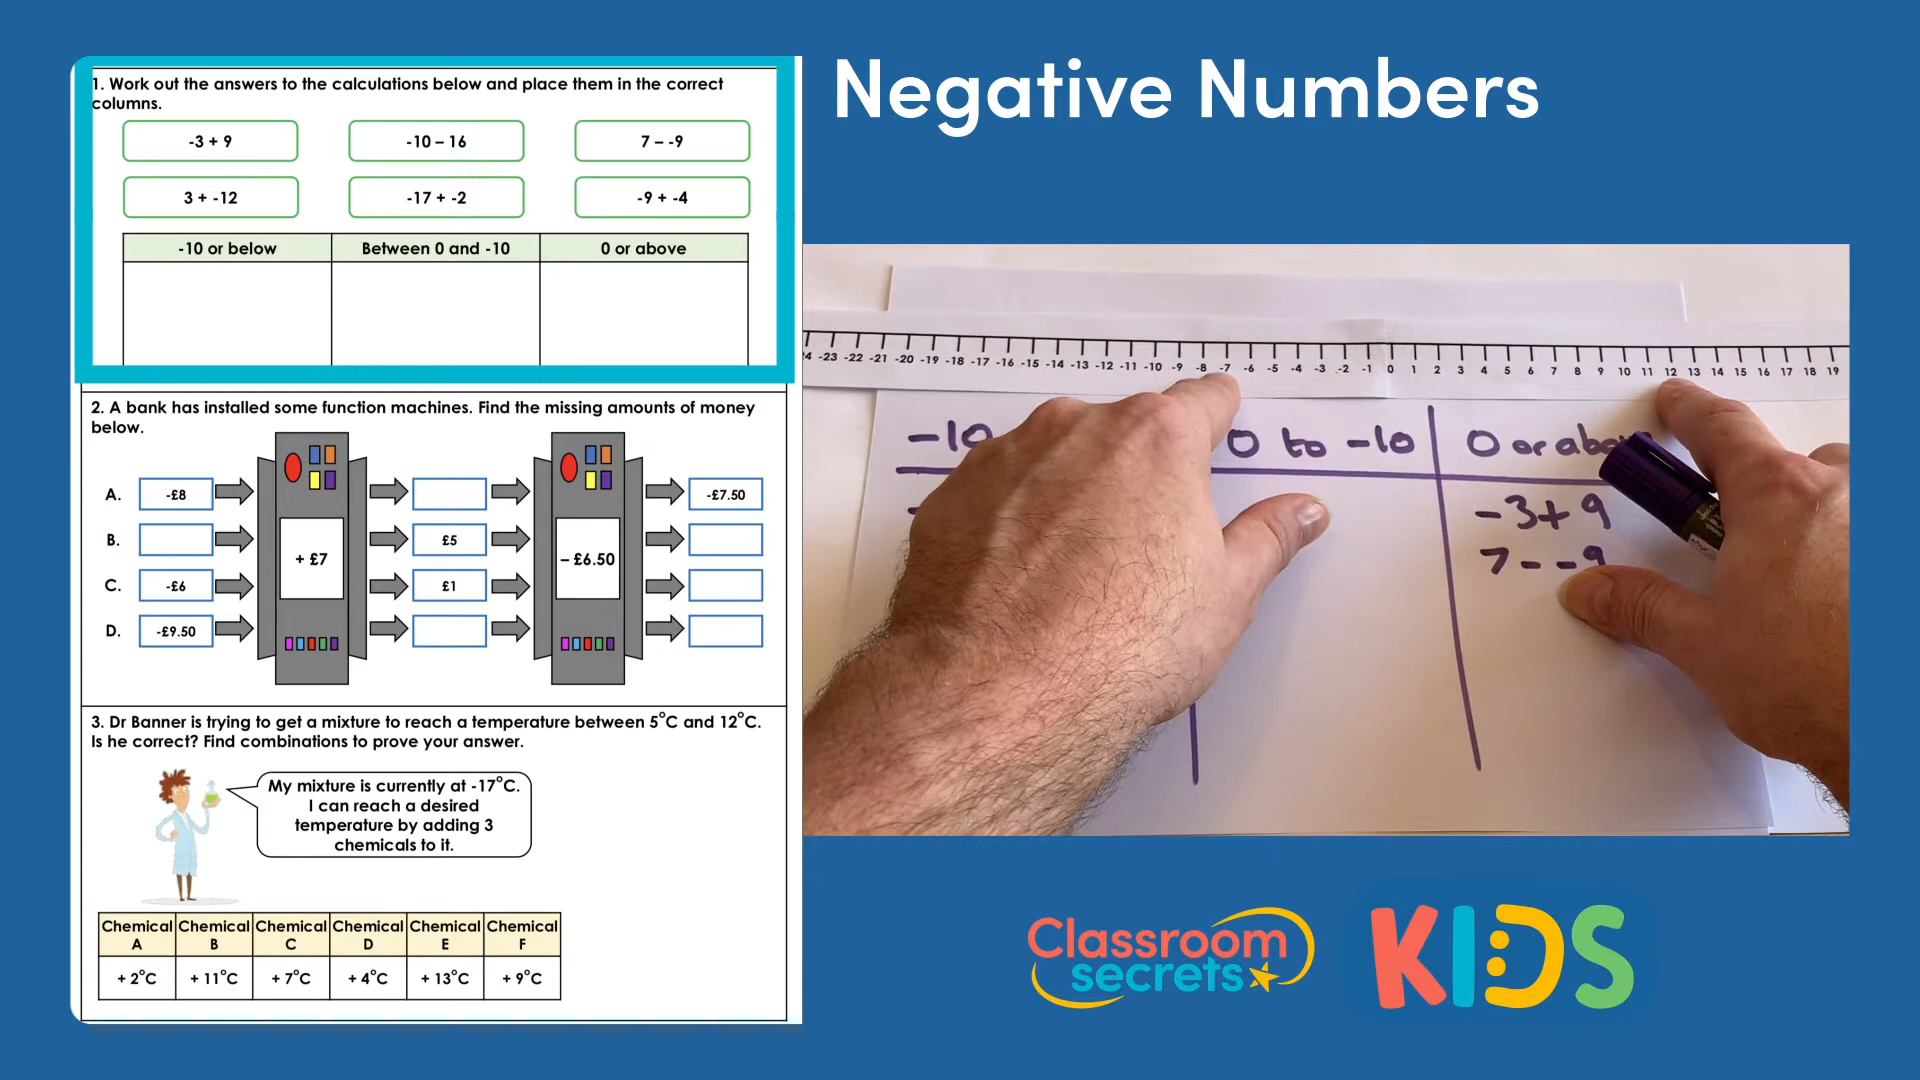 1. Work out the answers to the calculations below and place them in the correct
columns.
-3 + 9
-10 – 16
7 – -9
3 + -12
-17 + -2
-9 + -4
-10 or below
Between 0 and -10
0 or above
2. A bank has installed some function machines. Find the missing amounts of money
below.
A.
-£8
-£7.50
B.
£5
C.
-£6
£1
D.
-£9.50
+ £7
– £6.50
3. Dr Banner is trying to get a mixture to reach a temperature between 5°C and 12°C.
Is he correct? Find combinations to prove your answer.
My mixture is currently at -17°C.
I can reach a desired
temperature by adding 3
chemicals to it.
Chemical A
Chemical B
Chemical C
Chemical D
Chemical E
Chemical F
+ 2°C
+ 11°C
+ 7°C
+ 4°C
+ 13°C
+ 9°C
Negative Numbers
-23 -22 -21 -20 -19 -18 -17 -16 -15 -14 -13 -12 -11 -10 -9 -8 -7 -6 -5 -4 -3 -2 -1 0 1 2 3 4 5 6 7 8 9 10 11 12 13 14 15 16 17 18 19
-10
0 to -10
0 or
-3+9
7--9
Classroom
secrets
KIDS